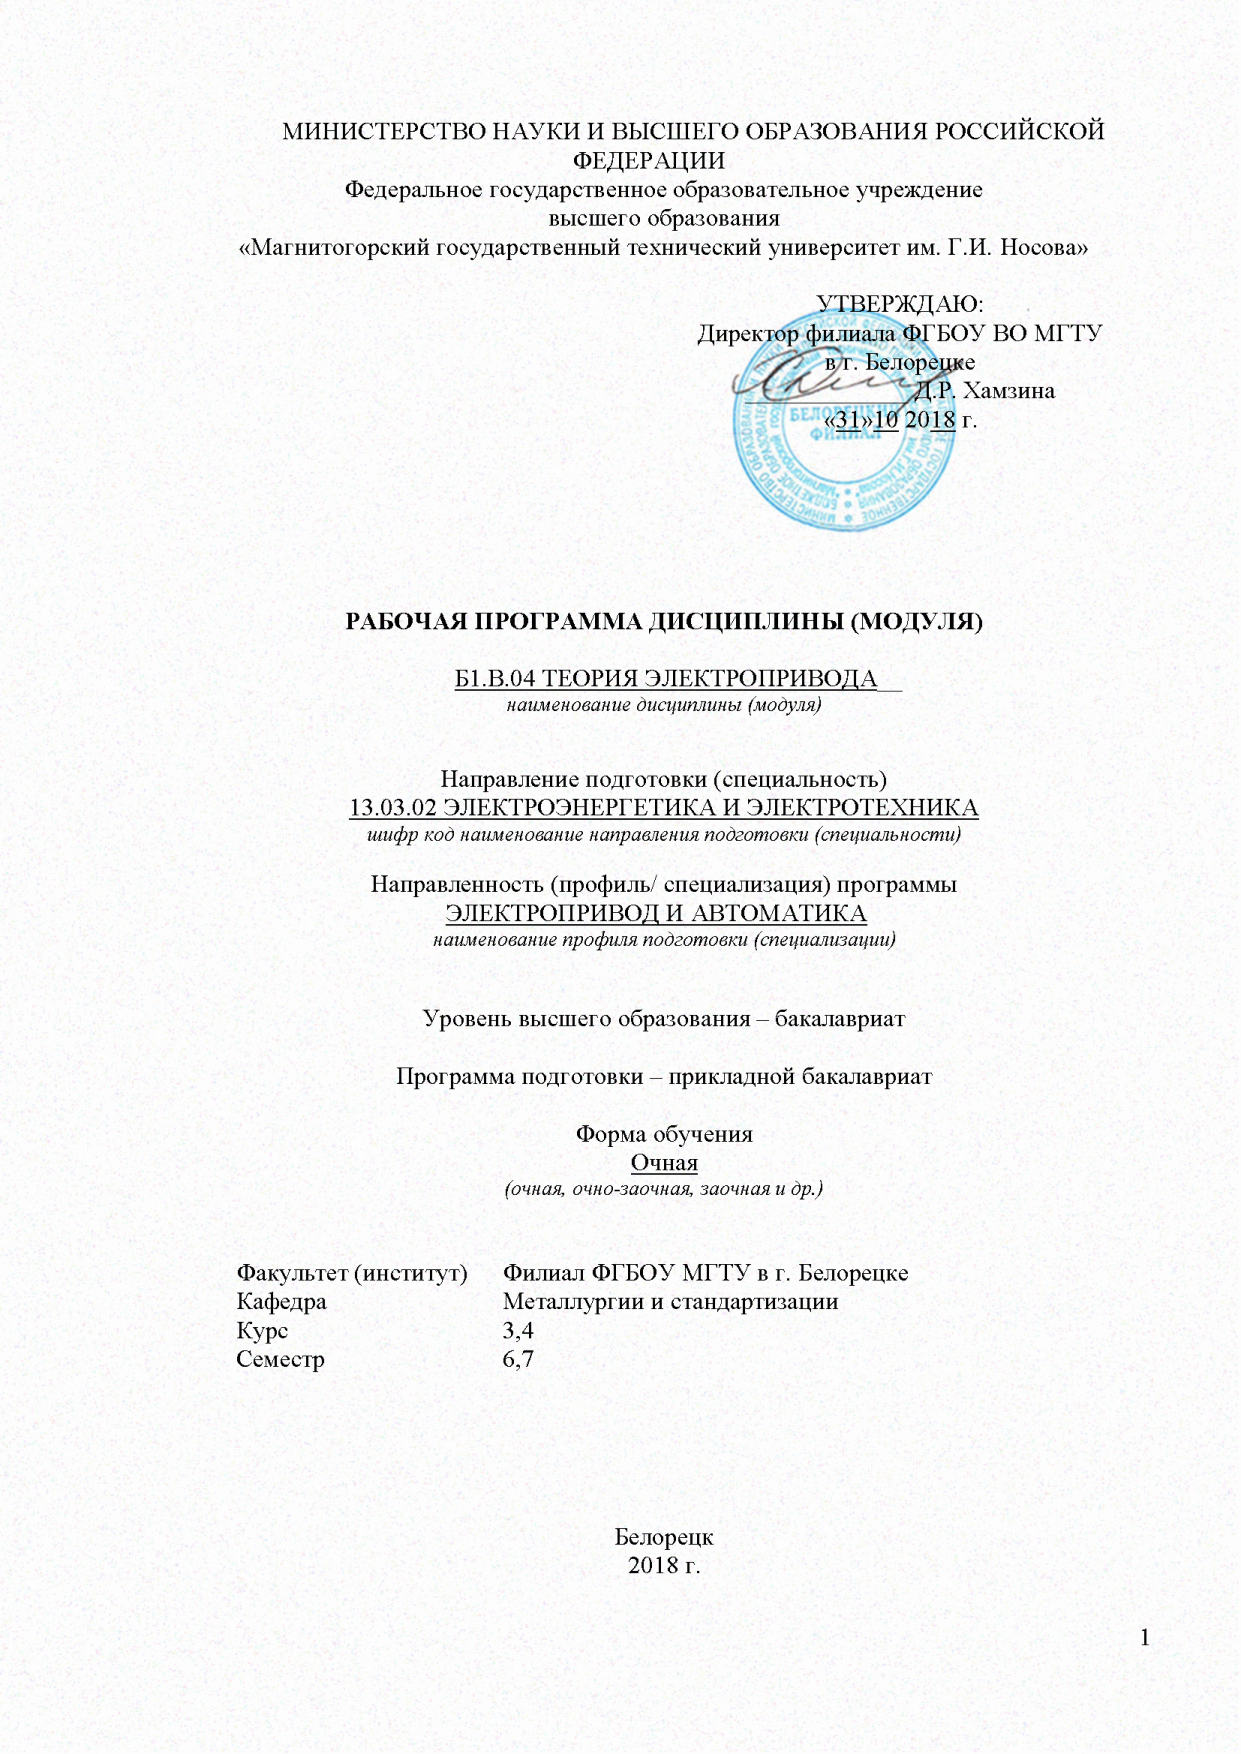 МИНИСТЕРСТВО НАУКИ И ВЫСШЕГО ОБРАЗОВАНИЯ РОССИЙСКОЙ
ФЕДЕРАЦИИ
Федеральное государственное образовательное учреждение
высшего образования
«Магнитогорский государственный технический университет им. Г.И. Носова»
УТВЕРЖДАЮ:
Директор филиала ФГБОУ ВО МГТУ
в г. Белорецке
Д.Р. Хамзина
«31»10 2018 г.
БЕЛОРЕЦКИЙ
ФИЛИАЛ
РАБОЧАЯ ПРОГРАММА ДИСЦИПЛИНЫ (МОДУЛЯ)
Б1.В.04 ТЕОРИЯ ЭЛЕКТРОПРИВОДА
наименование дисциплины (модуля)
Направление подготовки (специальность)
13.03.02 ЭЛЕКТРОЭНЕРГЕТИКА И ЭЛЕКТРОТЕХНИКА
шифр код наименование направления подготовки (специальности)
Направленность (профиль/ специализация) программы
ЭЛЕКТРОПРИВОД И АВТОМАТИКА
наименование профиля подготовки (специализации)
Уровень высшего образования – бакалавриат
Программа подготовки – прикладной бакалавриат
Форма обучения
Очная
(очная, очно-заочная, заочная и др.)
Факультет (институт) Филиал ФГБОУ МГТУ в г. Белорецке
Кафедра Металлургии и стандартизации
Курс 3,4
Семестр 6,7
Белорецк
2018 г.
1